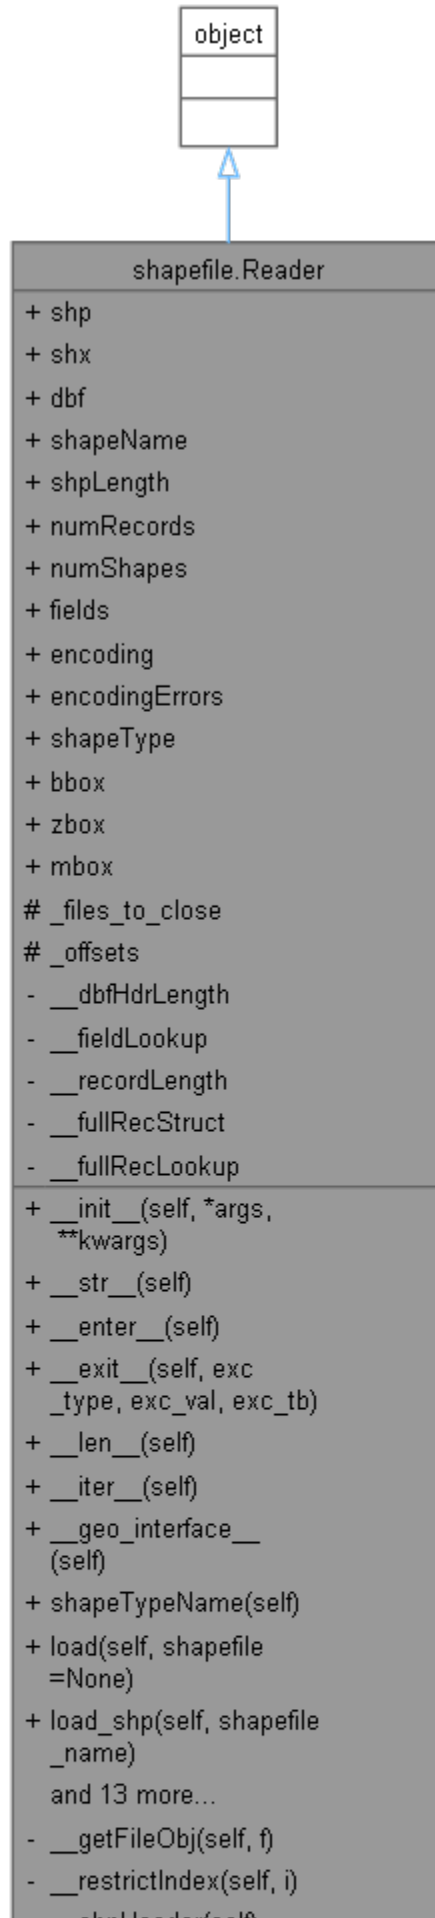 object
shapefile.Reader
+ shp
+ shx
+ dbf
+ shapeName
+ shpLength
+ numRecords
+ numShapes
+ fields
+ encoding
+ encodingErrors
+ shapeType
+ bbox
+ zbox
+ mbox
# _files_to_close
# _offsets
- __dbfHdrLength
- __fieldLookup
- __recordLength
- __fullRecStruct
- __fullRecLookup
+ __init__(self, *args,
**kwargs)
+ __str__(self)
+ __enter__(self)
+ __exit__(self, exc
_type, exc_val, exc_tb)
+ __len__(self)
+ __iter__(self)
+ __geo_interface__
(self)
+ shapeTypeName(self)
+ load(self, shapefile
=None)
+ load_shp(self, shapefile
_name)
and 13 more...
- __getFileObj(self, f)
- __restrictIndex(self, i)